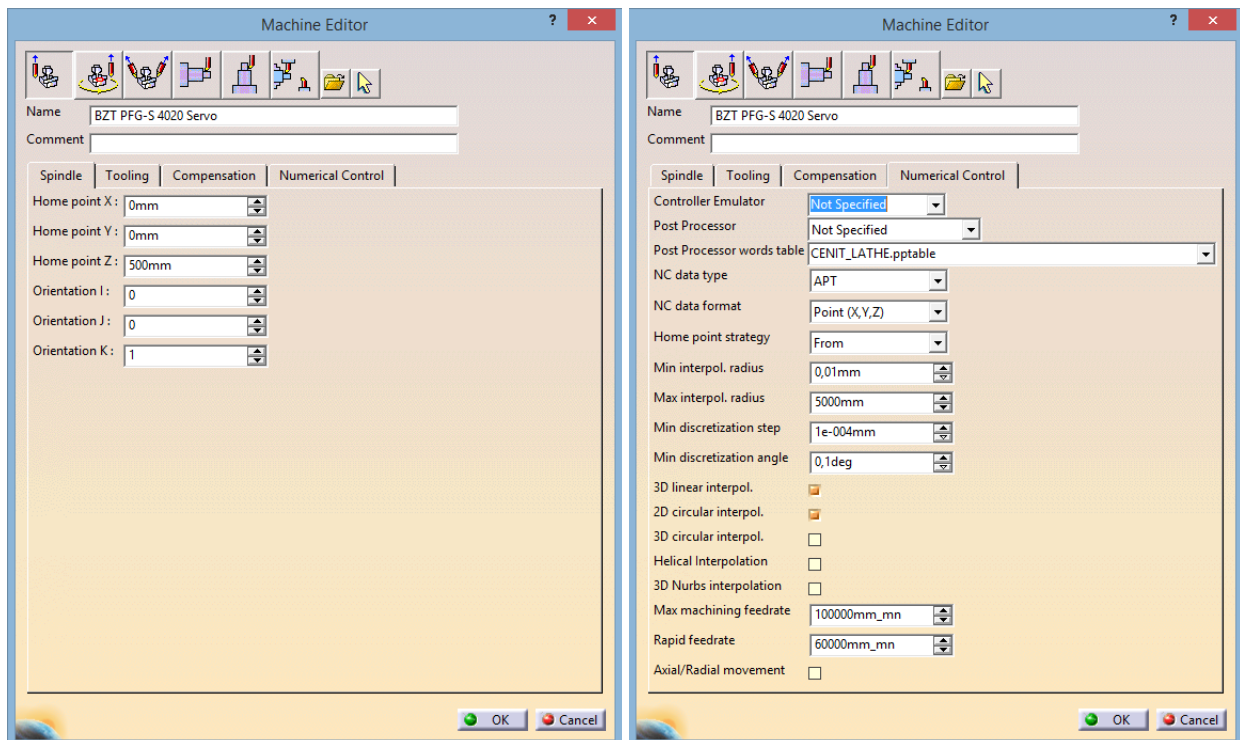 Machine Editor
?
×
Name BZT PFG-S 4020 Servo
Comment
Spindle Tooling Compensation Numerical Control
Home point X : 0mm
Home point Y : 0mm
Home point Z : 500mm
Orientation I : 0
Orientation J : 0
Orientation K : 1
OK Cancel
Machine Editor
?
×
Name BZT PFG-S 4020 Servo
Comment
Spindle Tooling Compensation Numerical Control
Controller Emulator Not Specified
Post Processor Not Specified
Post Processor words table CENIT_LATHE.pptable
NC data type APT
NC data format Point (X,Y,Z)
Home point strategy From
Min interpol. radius 0,01mm
Max interpol. radius 5000mm
Min discretization step 1e-004mm
Min discretization angle 0,1deg
3D linear interpol.
2D circular interpol.
3D circular interpol.
Helical Interpolation
3D Nurbs interpolation
Max machining feedrate 100000mm_mn
Rapid feedrate 60000mm_mn
Axial/Radial movement
OK Cancel